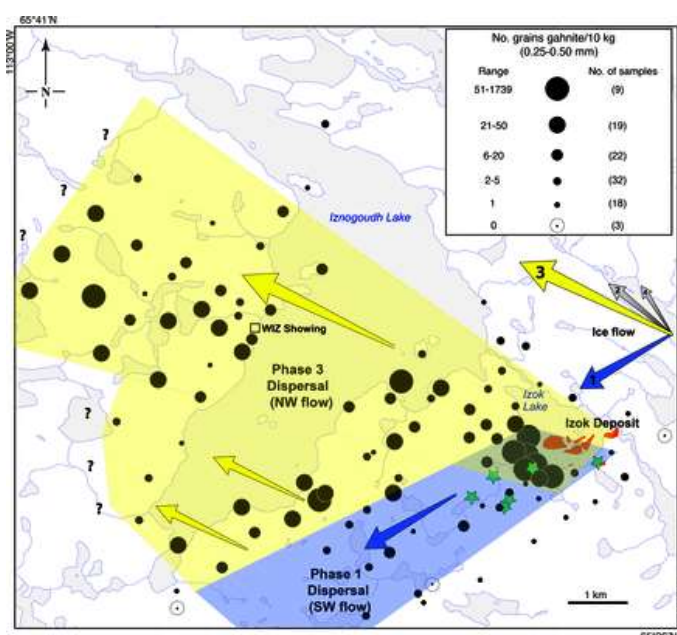 65°41'N
113°00'W
N
No. grains gahnite/10 kg
(0.25-0.50 mm)
Range No. of samples
51-1739 (9)
21-50 (19)
6-20 (22)
2-5 (32)
1 (18)
0 (3)
?
?
?
Iznogoudh Lake
3
2
4
Ice flow
1
WIZ Showing
Phase 3
Dispersal
(NW flow)
Izok
Lake
Izok Deposit
?
?
?
Phase 1
Dispersal
(SW flow)
1 km